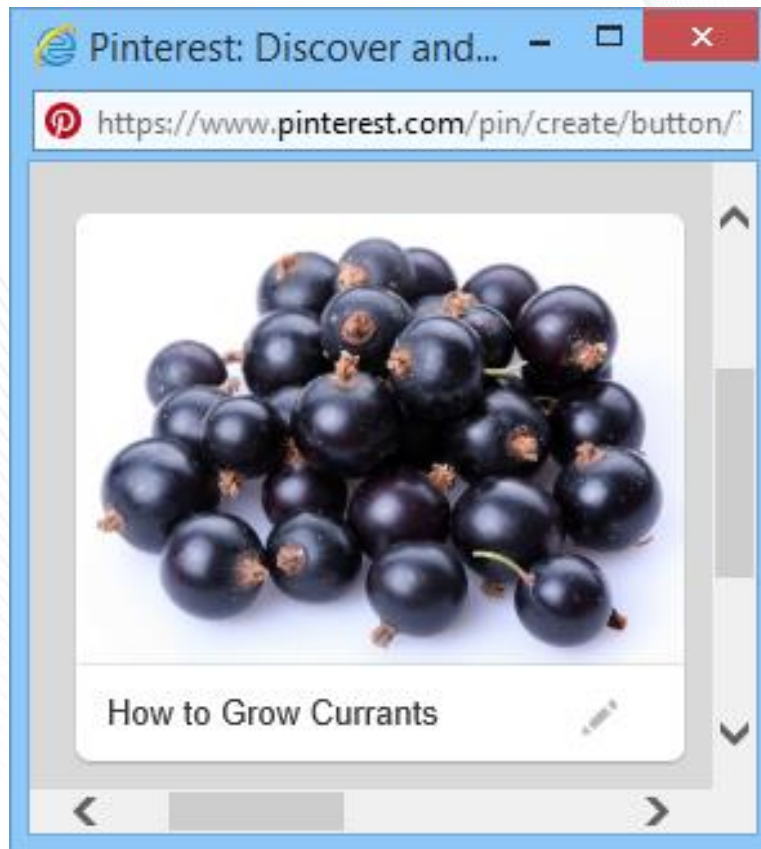 Pinterest: Discover and...
https://www.pinterest.com/pin/create/button/
How to Grow Currants